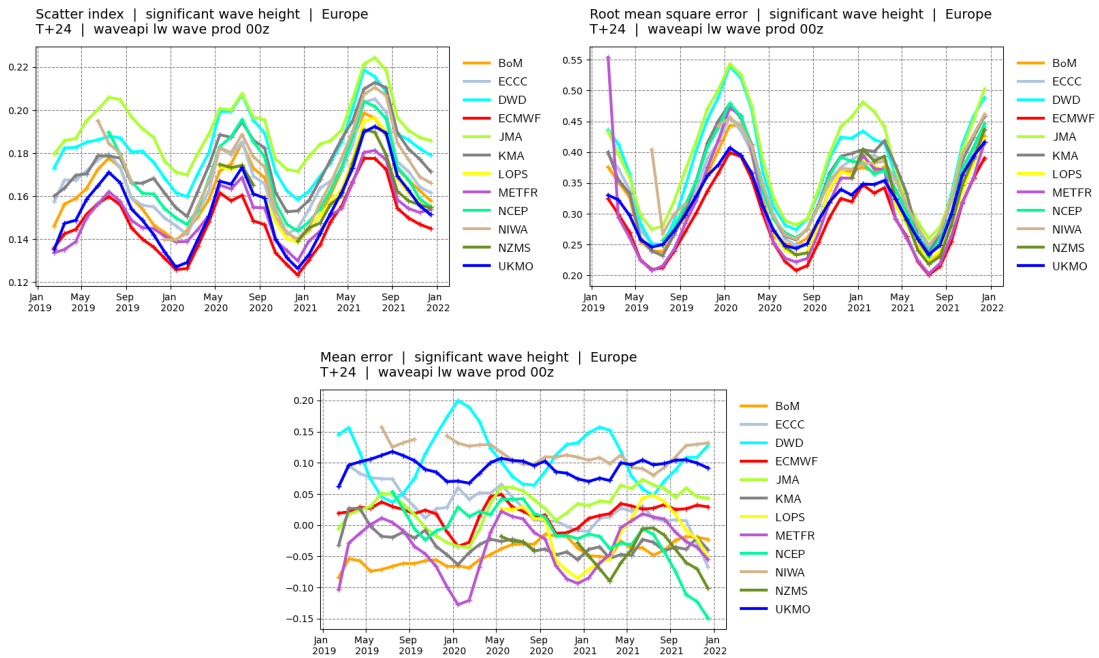 Scatter index | significant wave height | Europe
T+24 | waveapi lw wave prod 00z
0.22
0.20
0.18
0.16
0.14
0.12
Jan 2019
May 2019
Sep 2019
Jan 2020
May 2020
Sep 2020
Jan 2021
May 2021
Sep 2021
Jan 2022
BoM
ECCC
DWD
ECMWF
JMA
KMA
LOPS
METFR
NCEP
NIWA
NZMS
UKMO
Root mean square error | significant wave height | Europe
T+24 | waveapi lw wave prod 00z
0.55
0.50
0.45
0.40
0.35
0.30
0.25
0.20
Jan 2019
May 2019
Sep 2019
Jan 2020
May 2020
Sep 2020
Jan 2021
May 2021
Sep 2021
Jan 2022
BoM
ECCC
DWD
ECMWF
JMA
KMA
LOPS
METFR
NCEP
NIWA
NZMS
UKMO
Mean error | significant wave height | Europe
T+24 | waveapi lw wave prod 00z
0.20
0.15
0.10
0.05
0.00
−0.05
−0.10
−0.15
Jan 2019
May 2019
Sep 2019
Jan 2020
May 2020
Sep 2020
Jan 2021
May 2021
Sep 2021
Jan 2022
BoM
ECCC
DWD
ECMWF
JMA
KMA
LOPS
METFR
NCEP
NIWA
NZMS
UKMO